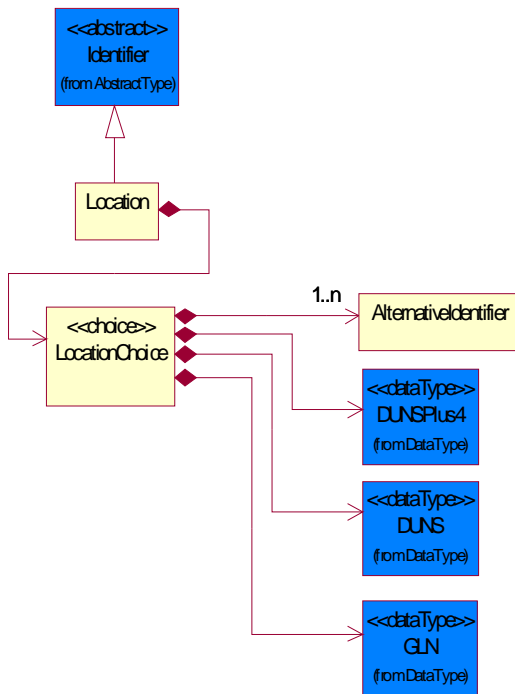 <<abstract>>
Identifier
(from AbstractType)
Location
<<choice>>
LocationChoice
1..n
AlternativeIdentifier
<<dataType>>
DUNSPlus4
(from DataType)
<<dataType>>
DUNS
(from DataType)
<<dataType>>
GLN
(from DataType)